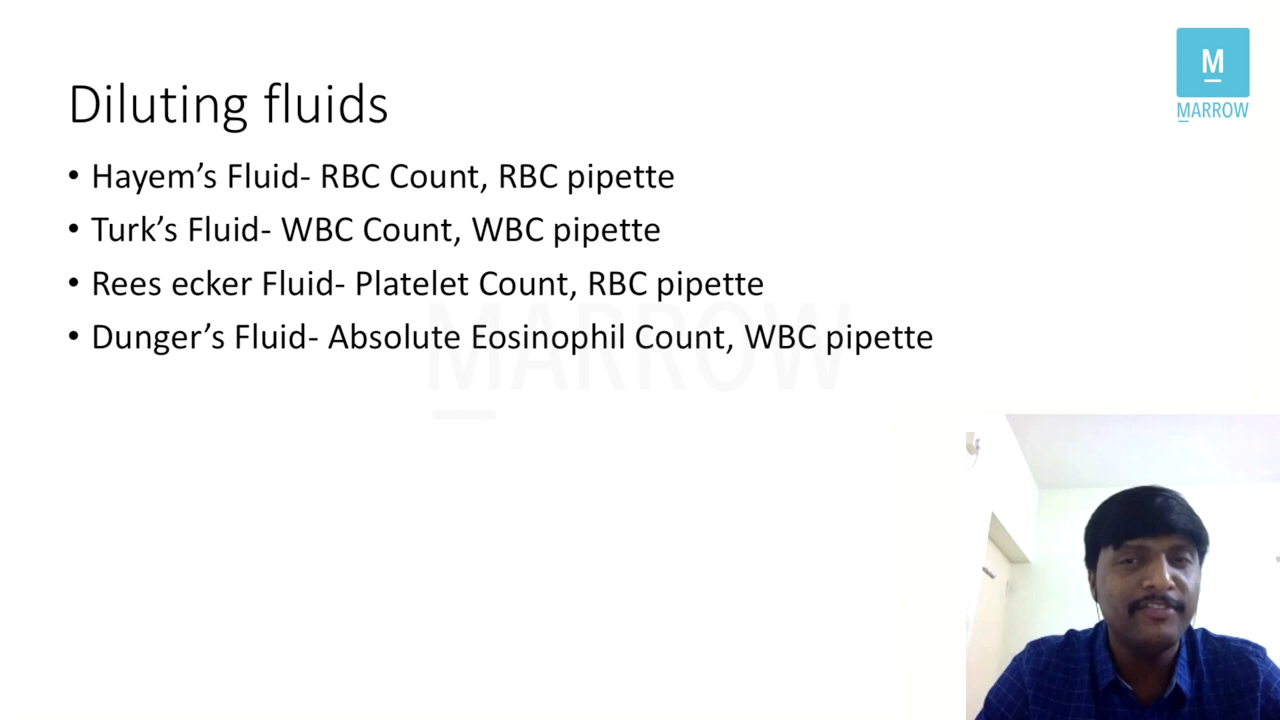 M
MARROW
Diluting fluids
• Hayem’s Fluid- RBC Count, RBC pipette
• Turk’s Fluid- WBC Count, WBC pipette
• Rees ecker Fluid- Platelet Count, RBC pipette
• Dunger’s Fluid- Absolute Eosinophil Count, WBC pipette
MARROW